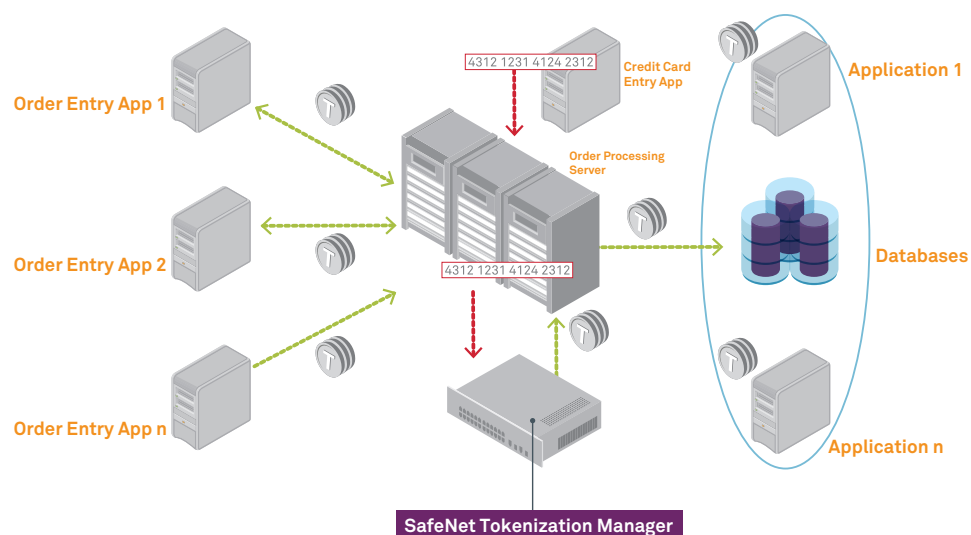 4312 1231 4124 2312
Credit Card
Entry App
T
Application 1
Order Entry App 1
T
Order Processing
Server
T
Order Entry App 2
T
Databases
4312 1231 4124 2312
T
T
T
Order Entry App n
Application n
SafeNet Tokenization Manager